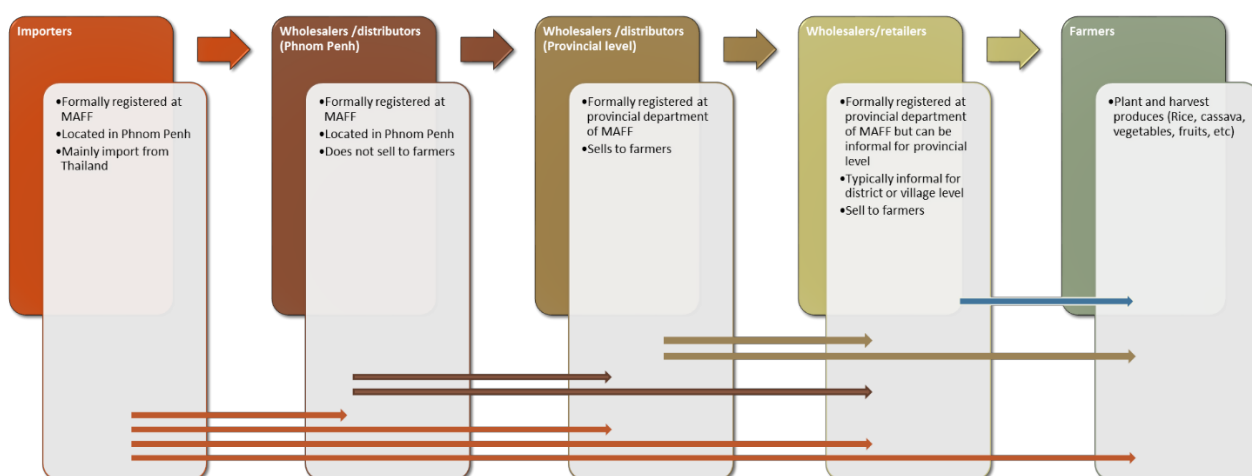 Importers
•Formally registered at
MAFF
•Located in Phnom Penh
•Mainly import from
Thailand
Wholesalers /distributors
(Phnom Penh)
•Formally registered at
MAFF
•Located in Phnom Penh
•Does not sell to farmers
Wholesalers /distributors
(Provincial level)
•Formally registered at
provincial department
of MAFF
•Sells to farmers
Wholesalers/retailers
•Formally registered at
provincial department
of MAFF but can be
informal for provincial
level
•Typically informal for
district or village level
•Sell to farmers
Farmers
•Plant and harvest
produces (Rice, cassava,
vegetables, fruits, etc)